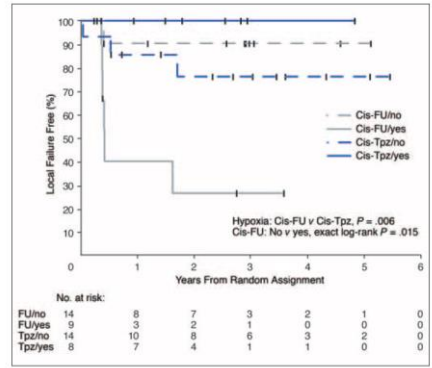 Local Failure Free (%)
100
90
80
70
60
50
40
30
20
10
0 1 2 3 4 5 6
Years From Random Assignment
Cis-FU/no
Cis-FU/yes
Cis-Tpz/no
Cis-Tpz/yes
Hypoxia: Cis-FU v Cis-Tpz, P = .006
Cis-FU: No v yes, exact log-rank P = .015
No. at risk:
FU/no 14 8 7 3 2 1 0
FU/yes 9 3 2 1 0 0 0
Tpz/no 14 10 8 6 3 2 0
Tpz/yes 8 7 4 1 1 0 0